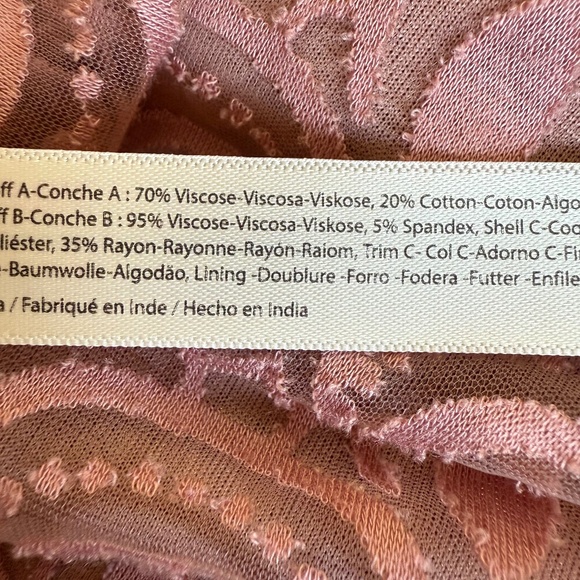 ff A-Conche A : 70% Viscose-Viscosa-Viskose, 20% Cotton-Coton-Algo
ff B-Conche B : 95% Viscose-Viscosa-Viskose, 5% Spandex, Shell C-Coq
liéster, 35% Rayon-Rayonne-Rayón-Raiom, Trim C- Col C-Adorno C-Fi
-Baumwolle-Algodão, Lining -Doublure -Forro -Fodera -Futter -Enfile
a / Fabriqué en Inde / Hecho en India